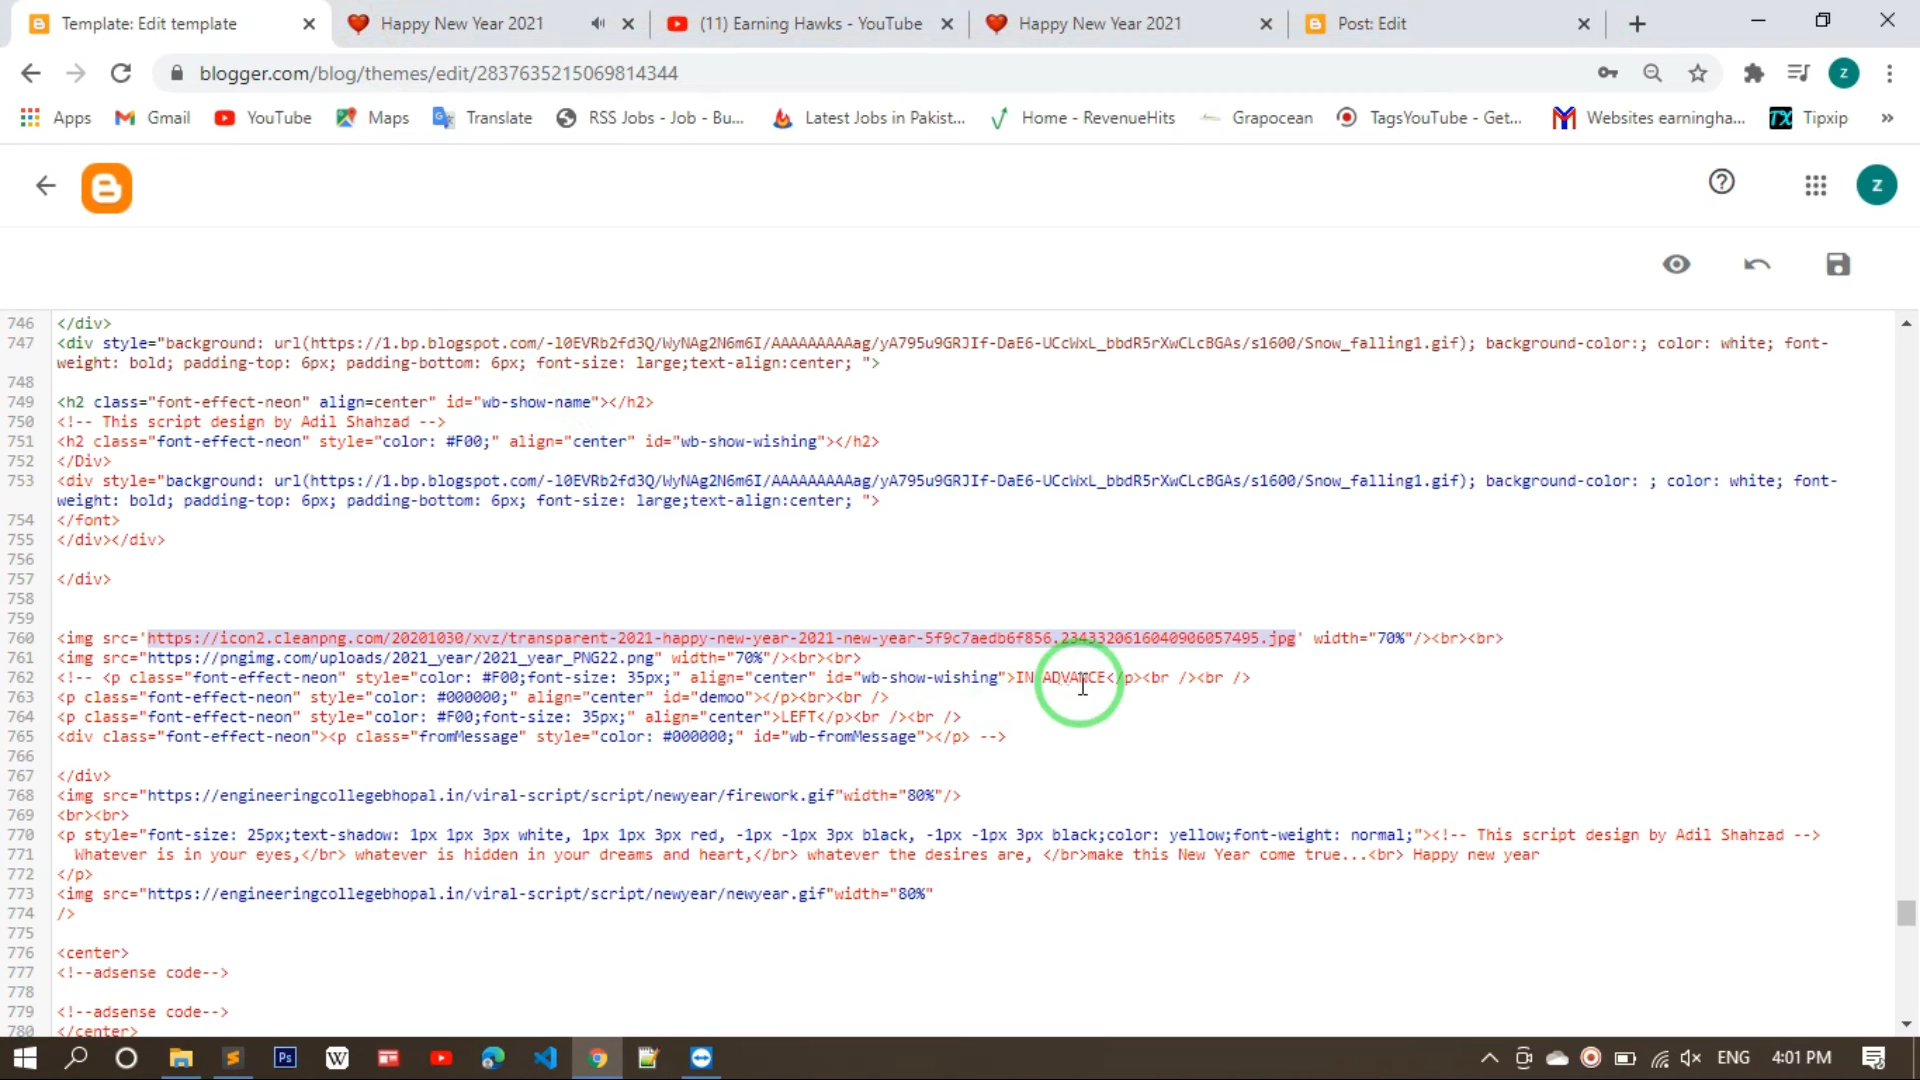 Template: Edit template
Happy New Year 2021
(11) Earning Hawks - YouTube
Happy New Year 2021
Post: Edit
blogger.com/blog/themes/edit/2837635215069814344
z
Apps
Gmail
YouTube
Maps
Translate
RSS Jobs - Job - Bu...
Latest Jobs in Pakist...
Home - RevenueHits
Grapocean
TagsYouTube - Get...
Websites earningha...
TX Tipxip
»
z
746 </div>
747 <div style="background: url(https://1.bp.blogspot.com/-l0EVRb2fd3Q/WyNAg2N6m6I/AAAAAAAAAag/yA795u9GRJIf-DaE6-UCcWxL_bbdR5rXwCLcBGAs/s1600/Snow_falling1.gif); background-color:; color: white; font-
weight: bold; padding-top: 6px; padding-bottom: 6px; font-size: large;text-align:center; ">
748
749 <h2 class="font-effect-neon" align=center" id="wb-show-name"></h2>
750 <!-- This script design by Adil Shahzad -->
751 <h2 class="font-effect-neon" style="color: #F00;" align="center" id="wb-show-wishing"></h2>
752 </Div>
753 <div style="background: url(https://1.bp.blogspot.com/-l0EVRb2fd3Q/WyNAg2N6m6I/AAAAAAAAAag/yA795u9GRJIf-DaE6-UCcWxL_bbdR5rXwCLcBGAs/s1600/Snow_falling1.gif); background-color: ; color: white; font-
weight: bold; padding-top: 6px; padding-bottom: 6px; font-size: large;text-align:center; ">
754 </font>
755 </div></div>
756
757 </div>
758
759
760 <img src='https://icon2.cleanpng.com/20201030/xvz/transparent-2021-happy-new-year-2021-new-year-5f9c7aedb6f856.2343320616040906057495.jpg' width="70%"/><br><br>
761 <img src="https://pngimg.com/uploads/2021_year/2021_year_PNG22.png" width="70%"/><br><br>
762 <!-- <p class="font-effect-neon" style="color: #F00;font-size: 35px;" align="center" id="wb-show-wishing">IN ADVANCE</p><br /><br />
763 <p class="font-effect-neon" style="color: #000000;" align="center" id="demoo"></p><br><br />
764 <p class="font-effect-neon" style="color: #F00;font-size: 35px;" align="center">LEFT</p><br /><br />
765 <div class="font-effect-neon"><p class="fromMessage" style="color: #000000;" id="wb-fromMessage"></p> -->
766
767 </div>
768 <img src="https://engineeringcollegebhopal.in/viral-script/script/newyear/firework.gif"width="80%"/>
769 <br><br>
770 <p style="font-size: 25px;text-shadow: 1px 1px 3px white, 1px 1px 3px red, -1px -1px 3px black, -1px -1px 3px black;color: yellow;font-weight: normal;"><!-- This script design by Adil Shahzad -->
771 Whatever is in your eyes,</br> whatever is hidden in your dreams and heart,</br> whatever the desires are, </br>make this New Year come true...<br> Happy new year
772 </p>
773 <img src="https://engineeringcollegebhopal.in/viral-script/script/newyear/newyear.gif"width="80%"
774 />
775
776 <center>
777 <!--adsense code-->
778
779 <!--adsense code-->
780 </center>
Ps
W
ENG
4:01 PM